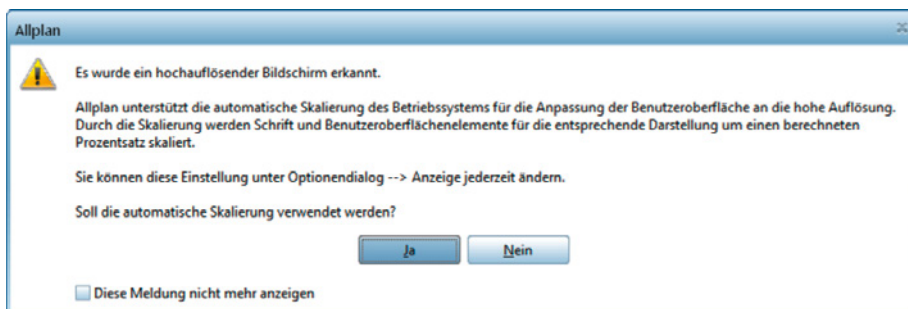 Allplan
Es wurde ein hochauflösender Bildschirm erkannt.
Allplan unterstützt die automatische Skalierung des Betriebssystems für die Anpassung der Benutzeroberfläche an die hohe Auflösung.
Durch die Skalierung werden Schrift und Benutzeroberflächenelemente für die entsprechende Darstellung um einen berechneten
Prozentsatz skaliert.
Sie können diese Einstellung unter Optionendialog --> Anzeige jederzeit ändern.
Soll die automatische Skalierung verwendet werden?
Ja
Nein
Diese Meldung nicht mehr anzeigen